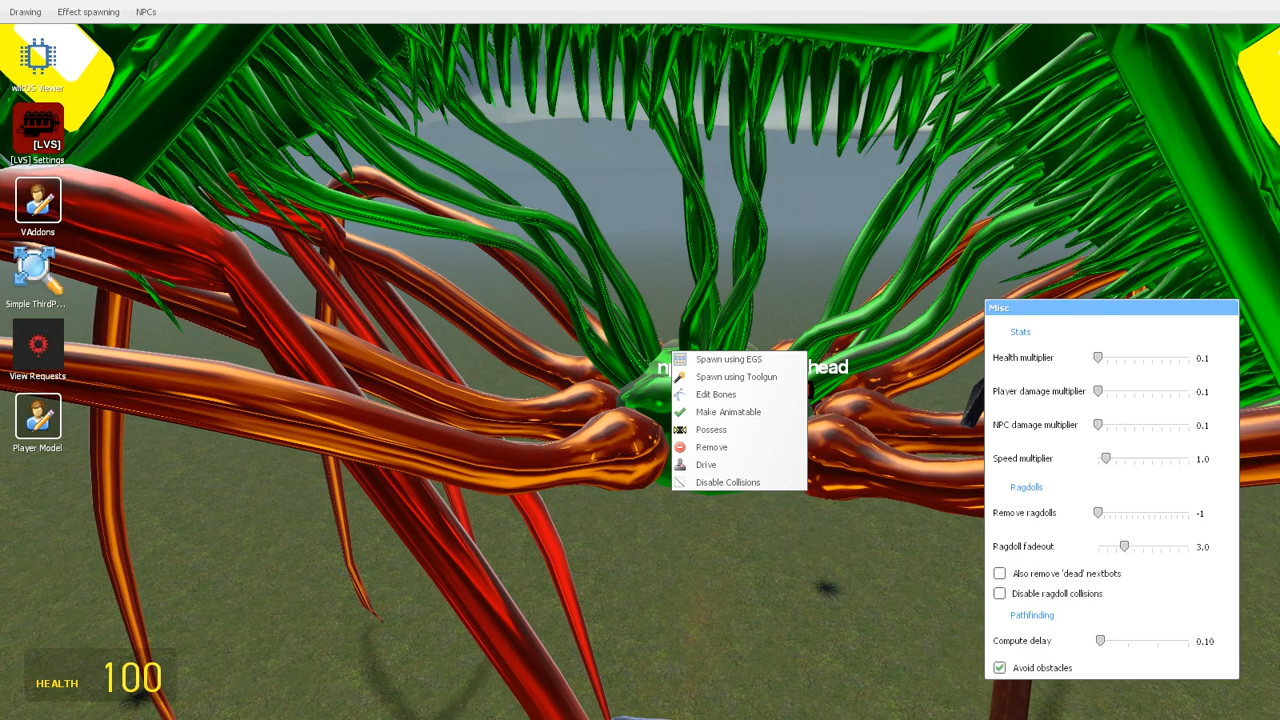 Drawing Effect spawning NPCs
[LVS]
[LVS] Settings
VAddons
Simple ThirdP...
View Requests
Player Model
head
Spawn using EGS
Spawn using Toolgun
Edit Bones
Make Animatable
Possess
Remove
Drive
Disable Collisions
Misc
Stats
Health multiplier 0.1
Player damage multiplier 0.1
NPC damage multiplier 0.1
Speed multiplier 1.0
Ragdolls
Remove ragdolls -1
Ragdoll fadeout 3.0
Also remove 'dead' nextbots
Disable ragdoll collisions
Pathfinding
Compute delay 0.10
Avoid obstacles
HEALTH 100